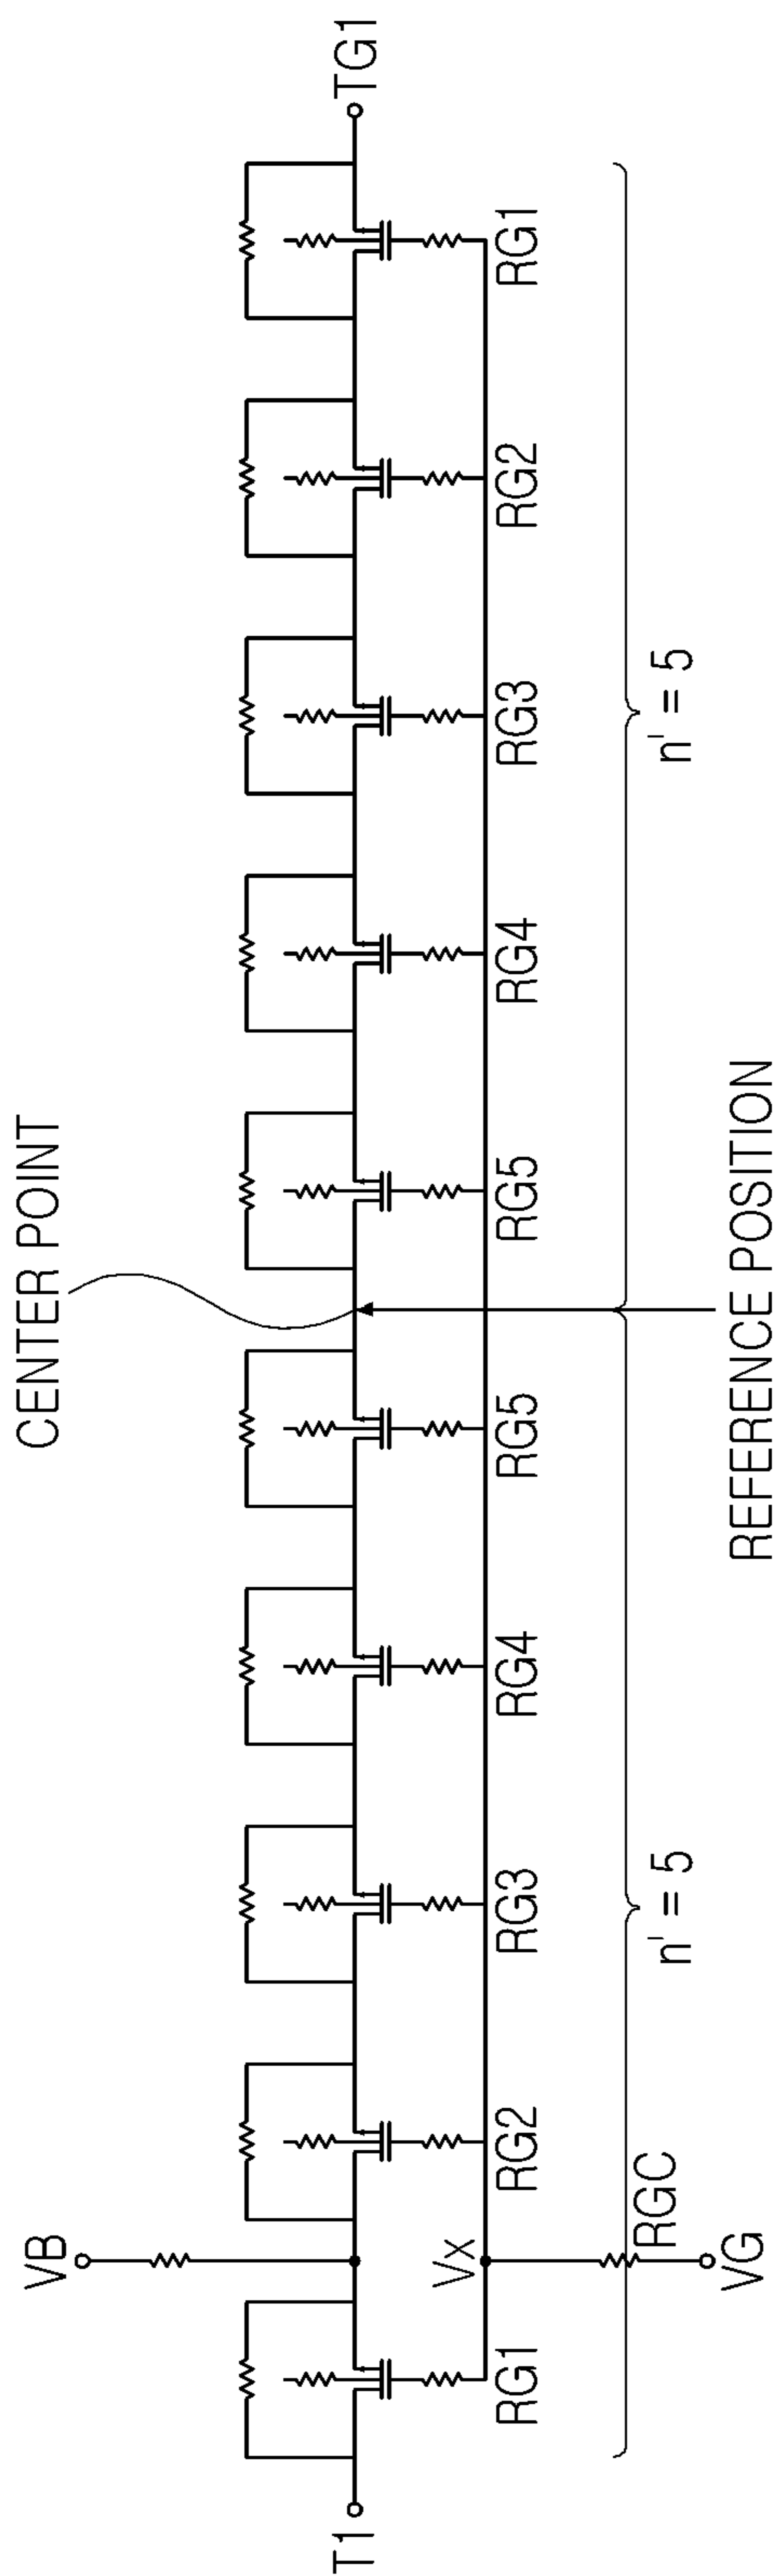 CENTER POINT
VB
T1
TG1
Vx
RG1
RG2
RG3
RG4
RG5
RG5
RG4
RG3
RG2
RG1
RGC
VG
n' = 5
n' = 5
REFERENCE POSITION